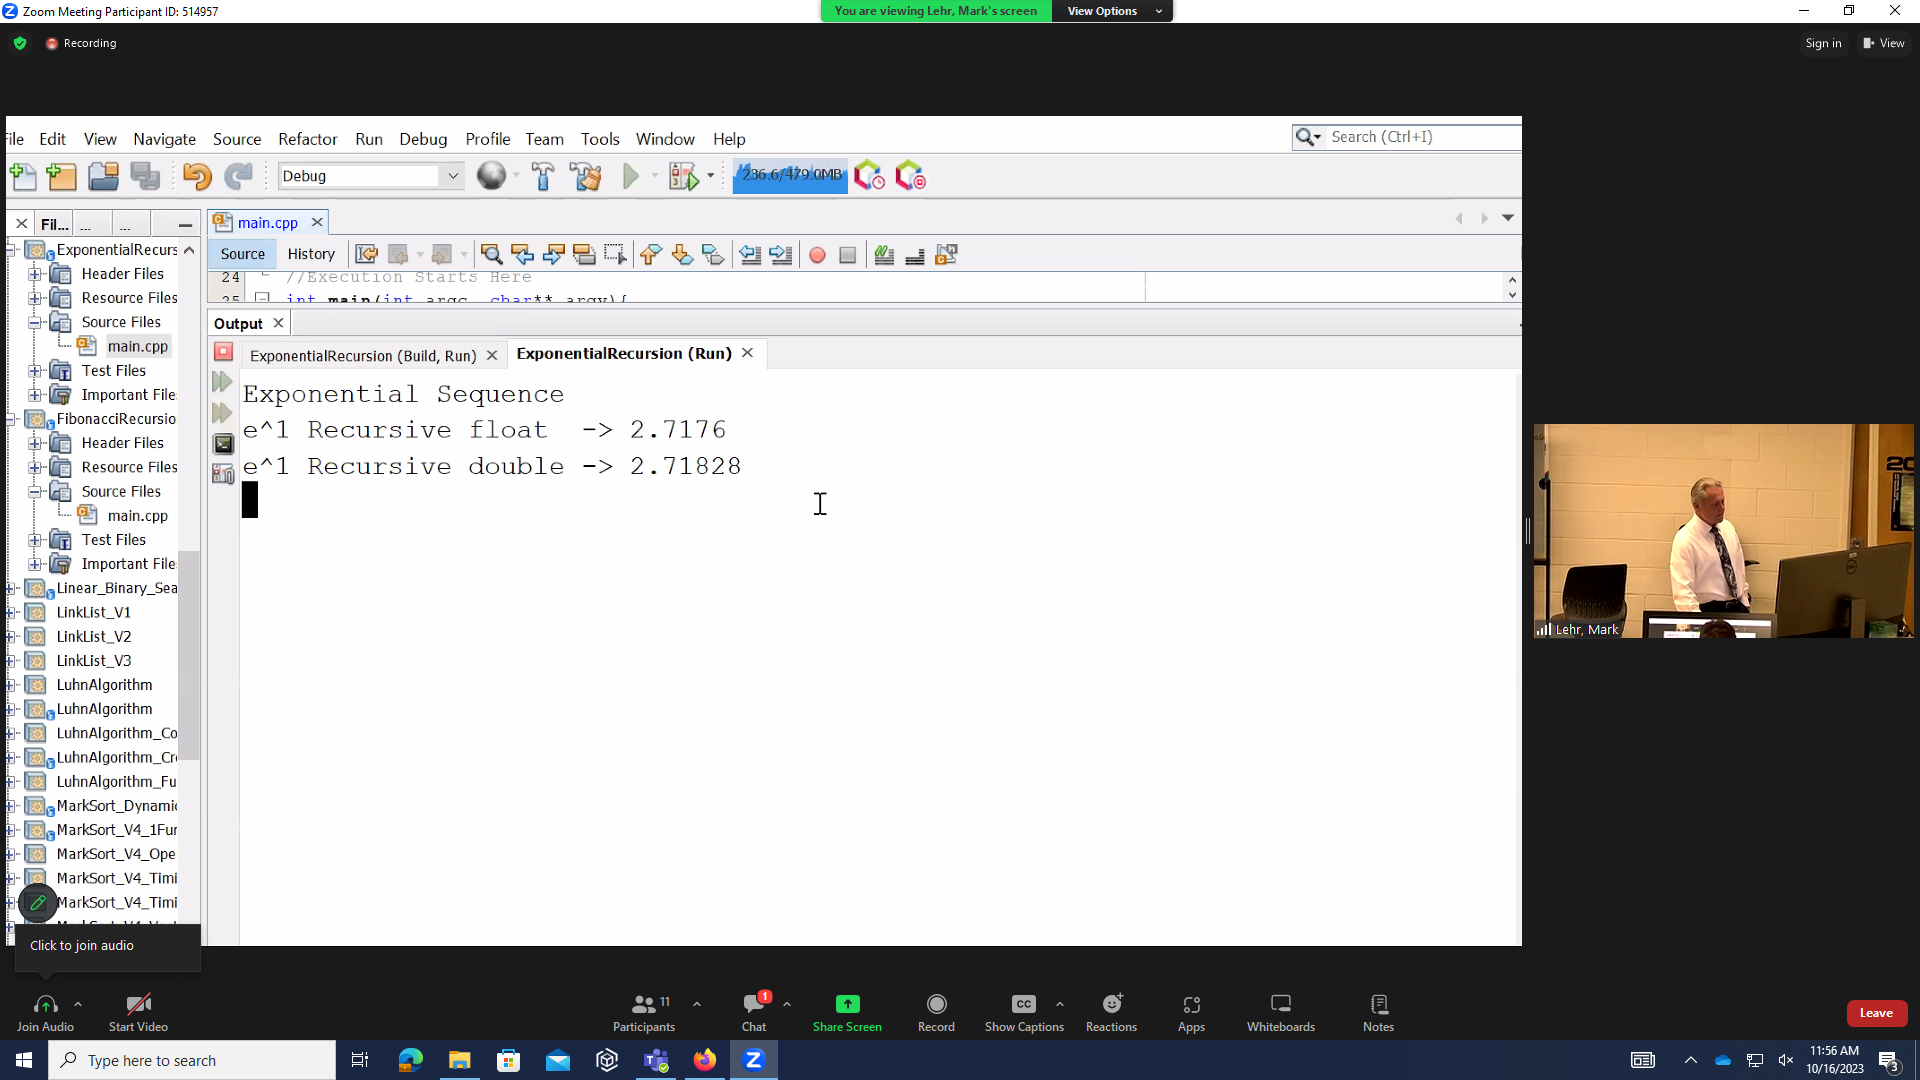 Zoom Meeting Participant ID: 514957
You are viewing Lehr, Mark's screen
View Options
Recording
Sign in
View
ile Edit View Navigate Source Refactor Run Debug Profile Team Tools Window Help
Search (Ctrl+I)
Debug
236.6/479.0MB
Fil...
...
...
main.cpp
Source
History
24 //Execution Starts Here
25 int main(int argc, char** argv){
ExponentialRecurs
Header Files
Resource Files
Source Files
main.cpp
Test Files
Important File
FibonacciRecursio
Header Files
Resource Files
Source Files
main.cpp
Test Files
Important File
Linear_Binary_Sea
LinkList_V1
LinkList_V2
LinkList_V3
LuhnAlgorithm
LuhnAlgorithm
LuhnAlgorithm_Co
LuhnAlgorithm_Cr
LuhnAlgorithm_Fu
MarkSort_Dynamic
MarkSort_V4_1Fur
MarkSort_V4_Ope
MarkSort_V4_Timi
MarkSort_V4_Timi
Output
ExponentialRecursion (Build, Run)
ExponentialRecursion (Run)
Exponential Sequence
e^1 Recursive float  -> 2.7176
e^1 Recursive double -> 2.71828
Lehr, Mark
Click to join audio
Join Audio
Start Video
11
Participants
1
Chat
Share Screen
Record
CC
Show Captions
Reactions
Apps
Whiteboards
Notes
Leave
Type here to search
11:56 AM
10/16/2023
3